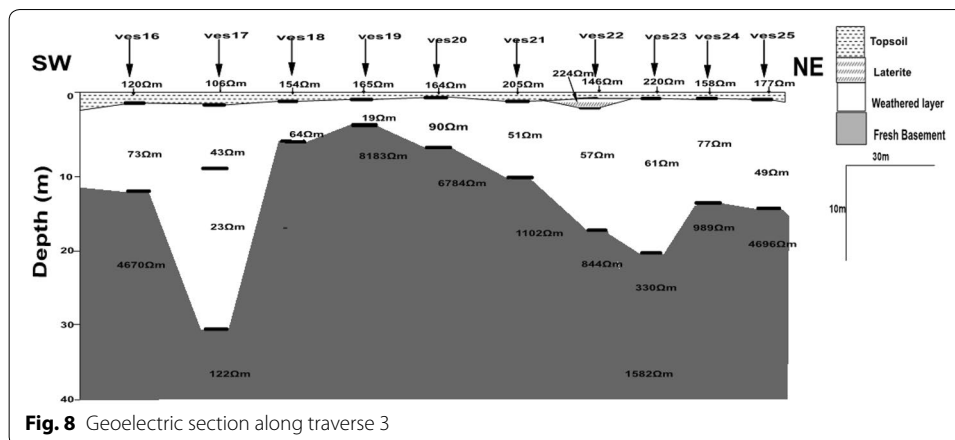 ves16 ves17 ves18 ves19 ves20 ves21 ves22 ves23 ves24 ves25
SW
NE
224Ωm
120Ωm 106Ωm 154Ωm 165Ωm 164Ωm 205Ωm 146Ωm 220Ωm 158Ωm 177Ωm
Topsoil
Laterite
Weathered layer
Fresh Basement
30m
10m
Depth (m)
0
10
20
30
40
19Ωm
64Ωm
90Ωm
51Ωm
77Ωm
73Ωm
43Ωm
8183Ωm
57Ωm
61Ωm
49Ωm
6784Ωm
23Ωm
1102Ωm
989Ωm
4696Ωm
4670Ωm
844Ωm
330Ωm
122Ωm
1582Ωm
Fig. 8 Geoelectric section along traverse 3